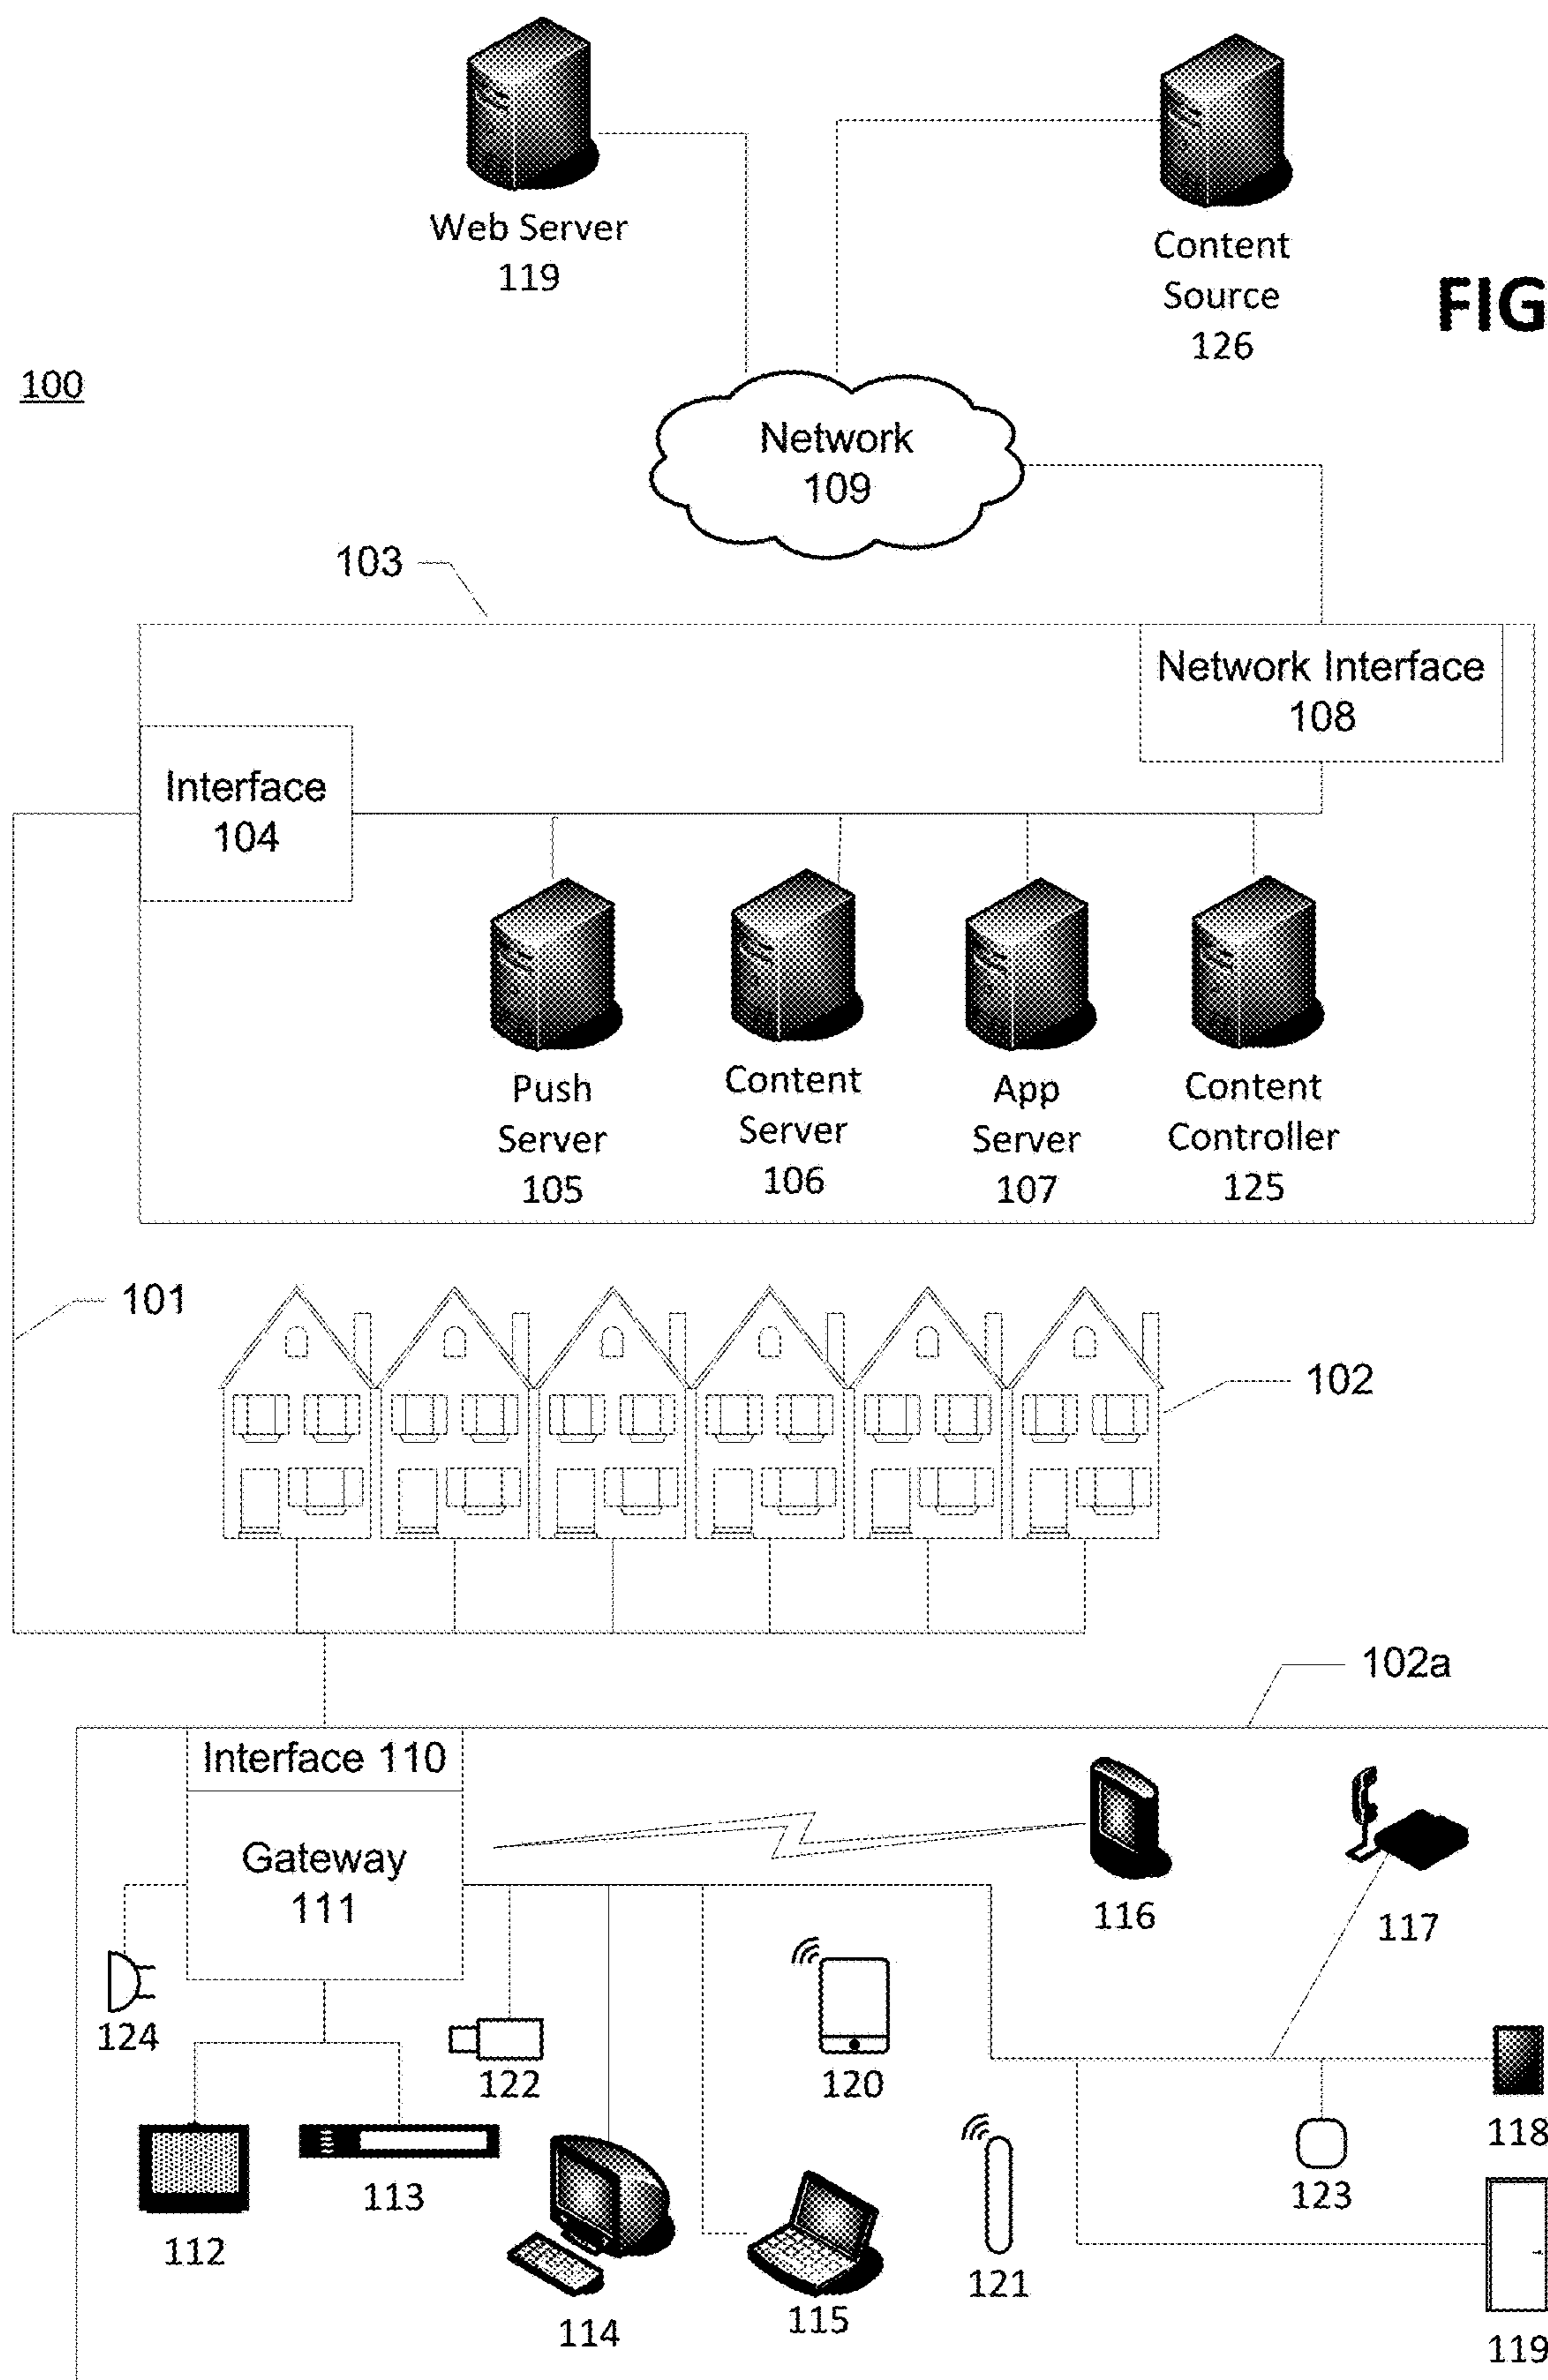 Web Server
119
Content
Source
126
FIG
100
Network
109
103
Network Interface
108
Interface
104
Push
Server
105
Content
Server
106
App
Server
107
Content
Controller
125
101
102
102a
Interface 110
Gateway
111
116
117
124
122
120
118
112
113
114
115
121
123
119